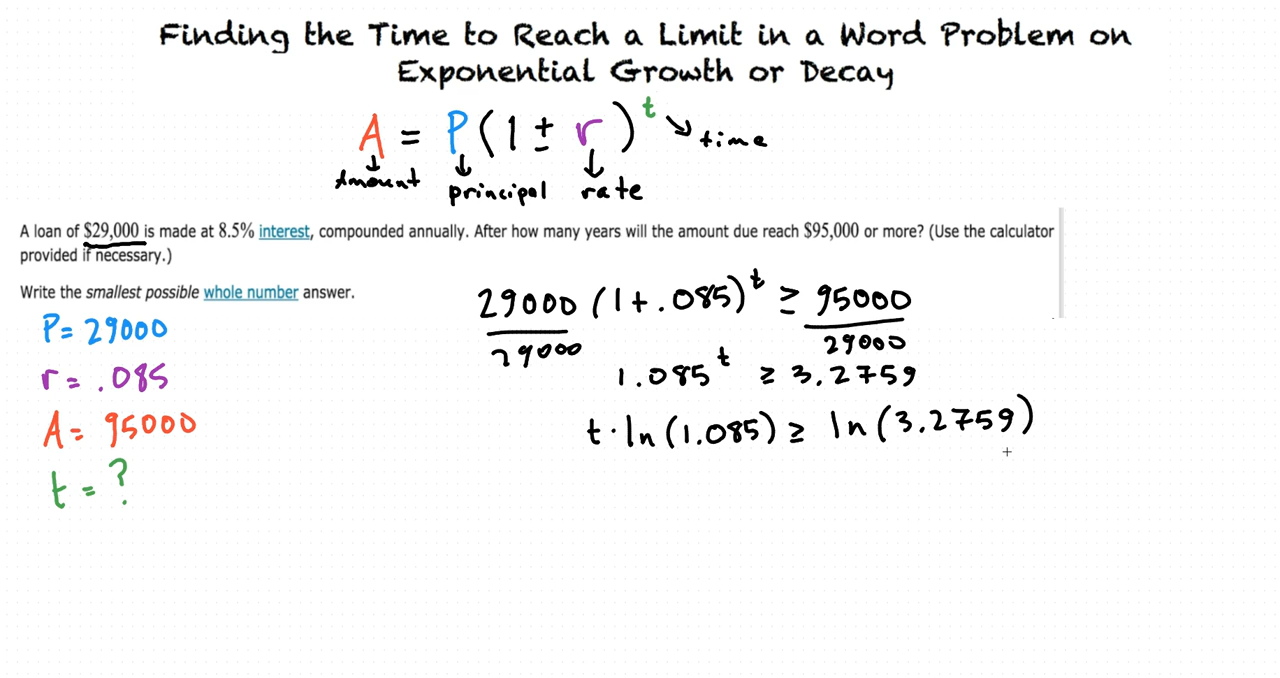 Finding the Time to Reach a Limit in a Word Problem on
Exponential Growth or Decay
A = P(1 ± r)^t → time
Amount principal rate
A loan of $29,000 is made at 8.5% interest, compounded annually. After how many years will the amount due reach $95,000 or more? (Use the calculator
provided if necessary.)
Write the smallest possible whole number answer.
P= 29000
r= .085
A= 95000
t = ?
29000(1+.085)^t ≥ 95000
29000 29000
1.085^t ≥ 3.2759
t·ln(1.085) ≥ ln(3.2759)